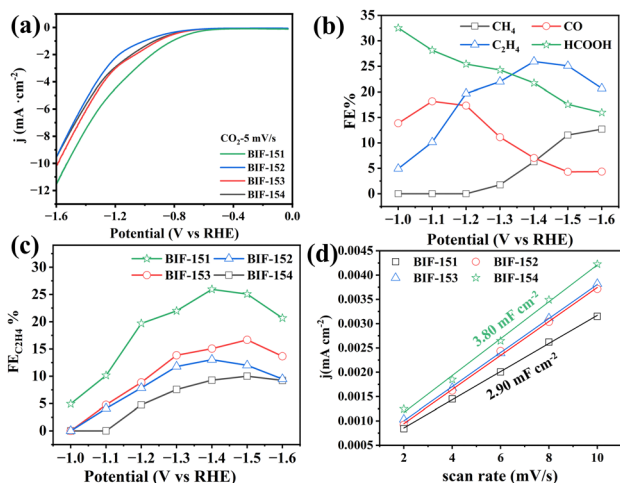 (a)
j (mA ·cm⁻²)
0
-2
-4
-6
-8
-10
-12
CO₂-5 mV/s
BIF-151
BIF-152
BIF-153
BIF-154
-1.6
-1.2
-0.8
-0.4
0.0
Potential (V vs RHE)
(b)
FE%
35
30
25
20
15
10
5
0
CH₄
CO
C₂H₄
HCOOH
−1.0
−1.1
−1.2
−1.3
−1.4
−1.5
−1.6
Potential (V vs RHE)
(c)
FE_C2H4 %
30
25
20
15
10
5
0
BIF-151
BIF-152
BIF-153
BIF-154
−1.0
−1.1
−1.2
−1.3
−1.4
−1.5
−1.6
Potential (V vs RHE)
(d)
j(mA cm⁻²)
0.0045
0.0040
0.0035
0.0030
0.0025
0.0020
0.0015
0.0010
0.0005
BIF-151
BIF-152
BIF-153
BIF-154
3.80 mF cm⁻²
2.90 mF cm⁻²
2
4
6
8
10
scan rate (mV/s)